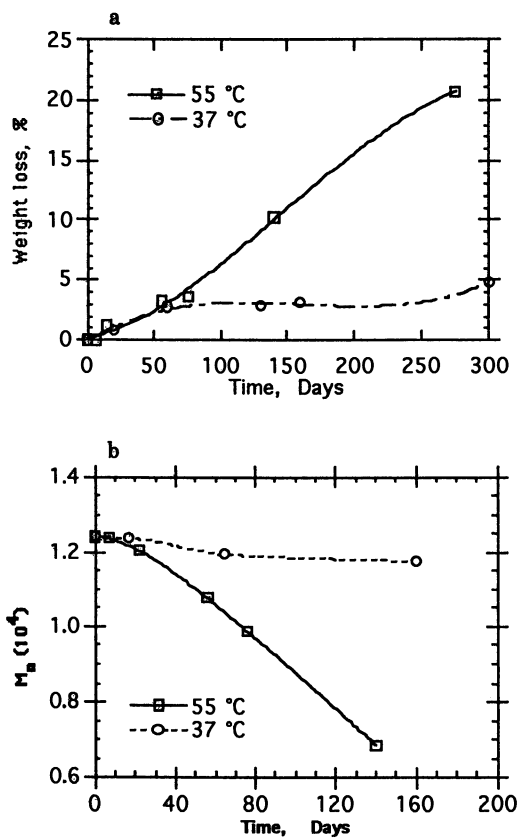 a
25
20
15
10
5
0
Weight loss, %
55 °C
37 °C
0 50 100 150 200 250 300
Time, Days
b
1.4
1.2
1.0
0.8
0.6
Mn (10⁴)
55 °C
37 °C
0 40 80 120 160 200
Time, Days